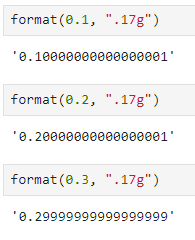 format(0.1, ".17g")
'0.10000000000000001'
format(0.2, ".17g")
'0.20000000000000001'
format(0.3, ".17g")
'0.29999999999999999'